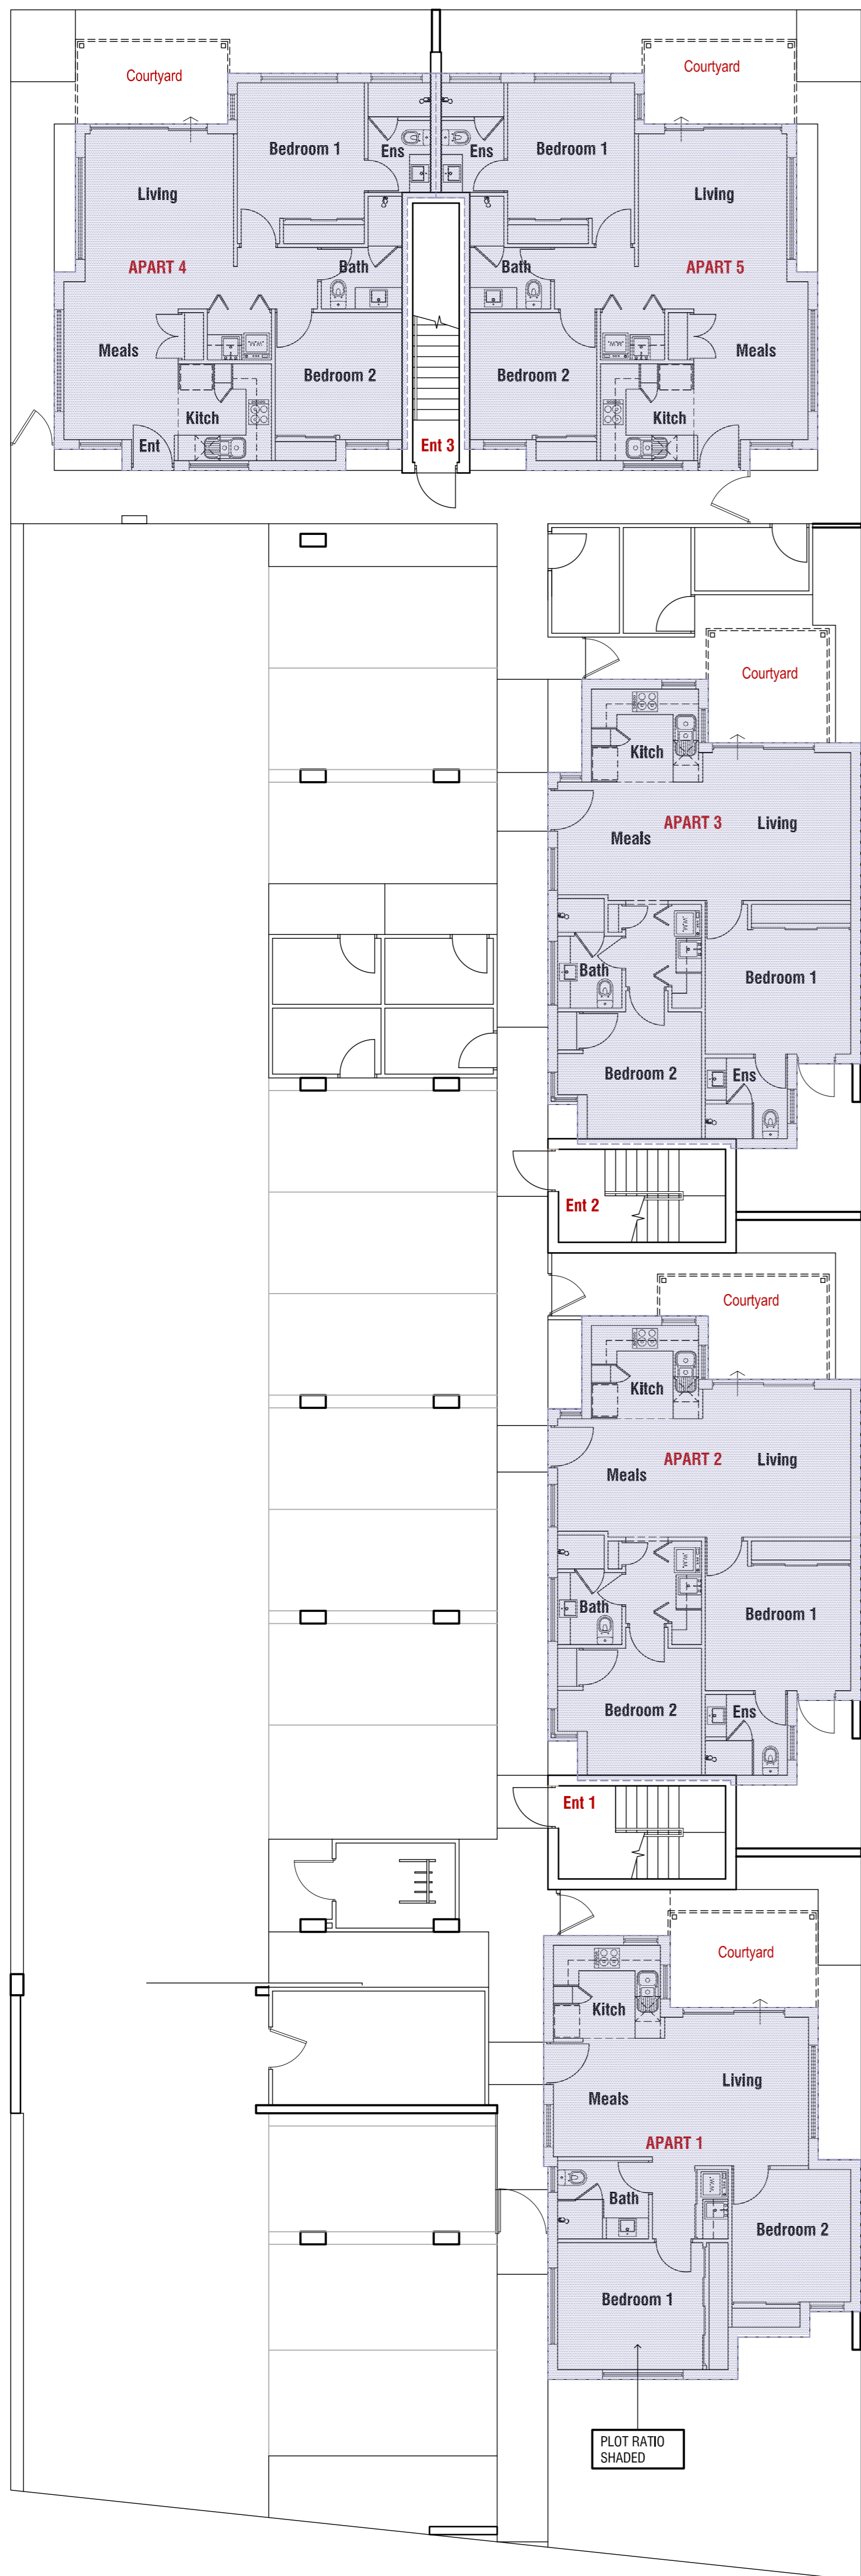 Courtyard
Courtyard
Bedroom 1
Ens
Ens
Bedroom 1
Living
Living
APART 4
Bath
Bath
APART 5
Meals
Bedroom 2
Bedroom 2
Meals
Kitch
Kitch
Ent
Ent 3
Courtyard
Kitch
APART 3
Living
Meals
Bath
Bedroom 1
Bedroom 2
Ens
Ent 2
Courtyard
Kitch
APART 2
Living
Meals
Bath
Bedroom 1
Bedroom 2
Ens
Ent 1
Courtyard
Kitch
Living
Meals
APART 1
Bath
Bedroom 2
Bedroom 1
PLOT RATIO
SHADED